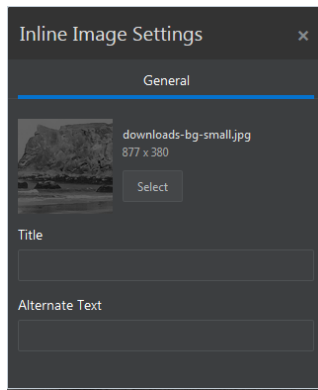 Inline Image Settings ×
General
downloads-bg-small.jpg
877 x 380
Select
Title
Alternate Text